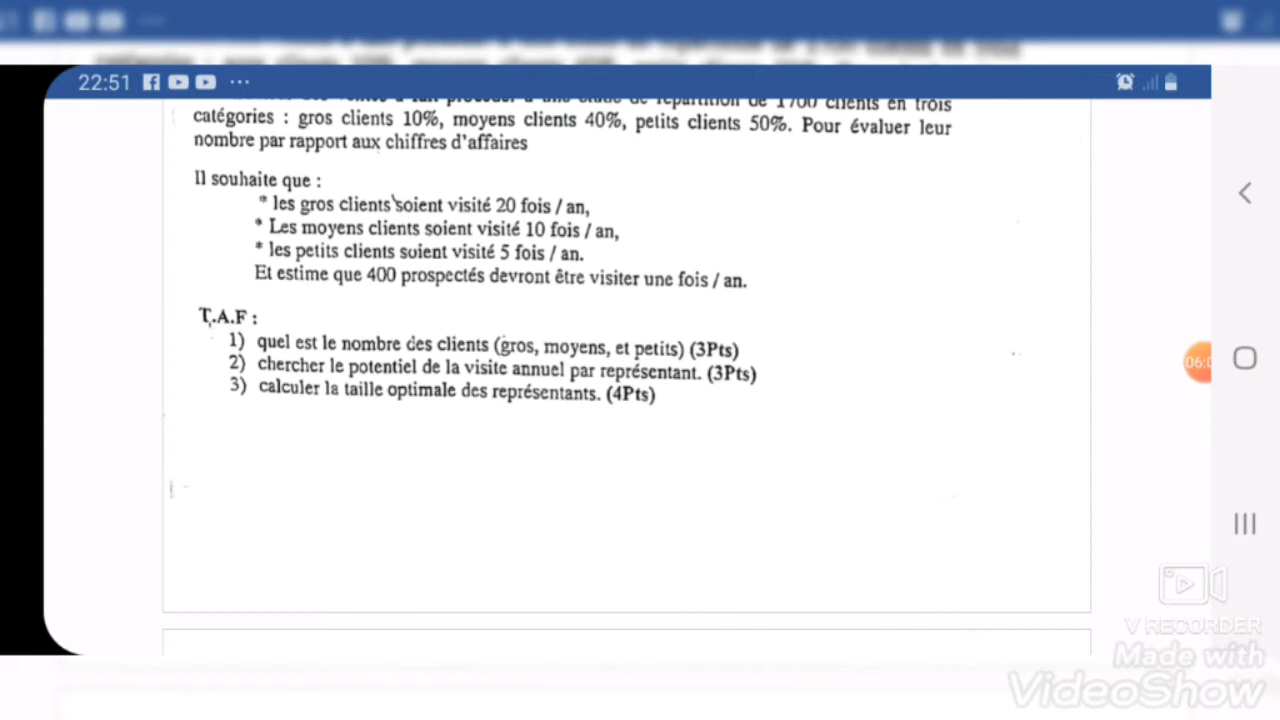 22:51
catégories : gros clients 10%, moyens clients 40%, petits clients 50%. Pour évaluer leur
nombre par rapport aux chiffres d'affaires
Il souhaite que :
* les gros clients soient visité 20 fois / an,
* Les moyens clients soient visité 10 fois / an,
* les petits clients soient visité 5 fois / an.
Et estime que 400 prospectés devront être visiter une fois / an.
T.A.F :
1) quel est le nombre des clients (gros, moyens, et petits) (3Pts)
2) chercher le potentiel de la visite annuel par représentant. (3Pts)
3) calculer la taille optimale des représentants. (4Pts)
V RECORDER
Made with
VideoShow